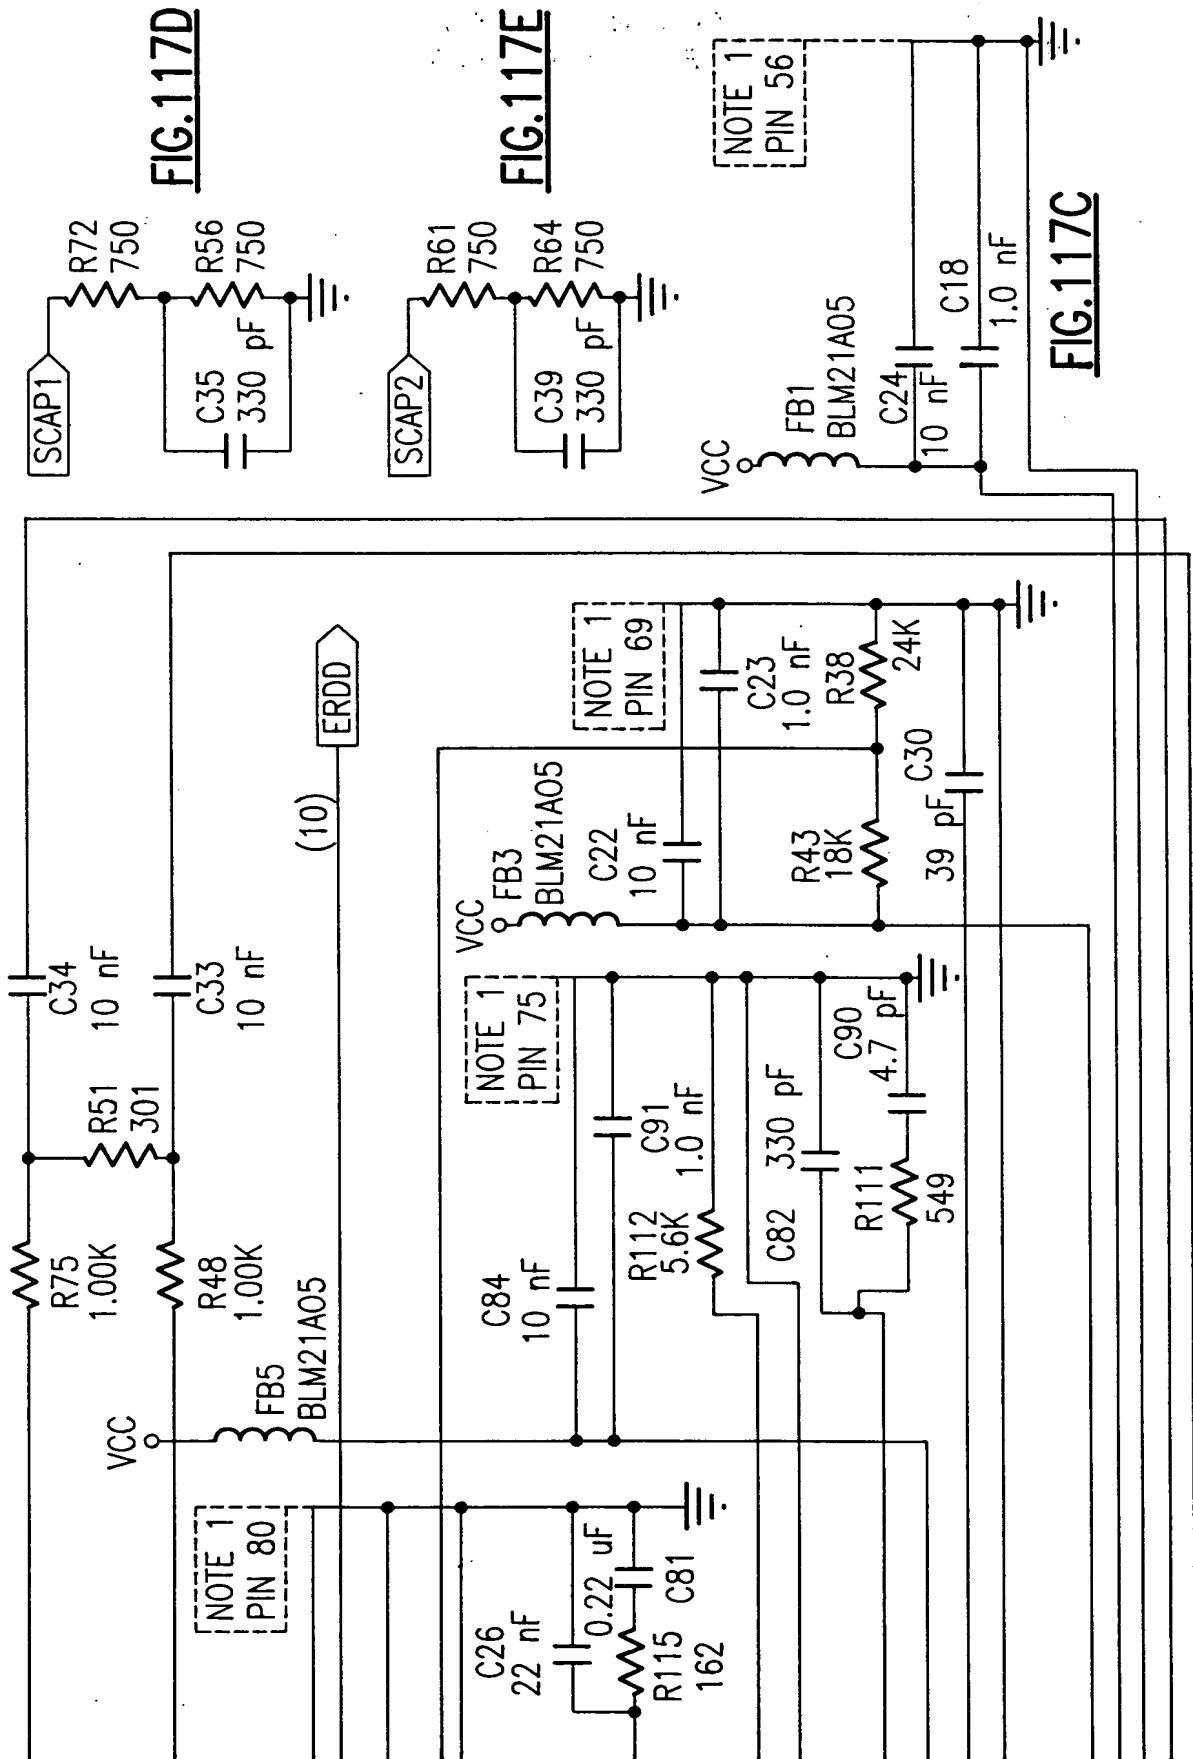 FIG.117D
SCAP1
R72
750
R56
750
C35
330 pF
FIG.117E
SCAP2
R61
750
R64
750
C39
330 pF
NOTE 1
PIN 56
VCC
FB1
BLM21A05
C24
10 nF
C18
1.0 nF
FIG.117C
C34
10 nF
C33
10 nF
R51
301
R75
1.00K
R48
1.00K
(10)
ERDD
NOTE 1
PIN 69
VCC
FB3
BLM21A05
C22
10 nF
C23
1.0 nF
R38
24K
R43
18K
C30
39 pF
NOTE 1
PIN 75
VCC
FB5
BLM21A05
C84
10 nF
C91
1.0 nF
R112
5.6K
C82
330 pF
C90
4.7 pF
R111
549
NOTE 1
PIN 80
C26
22 nF
0.22 uF
C81
R115
162